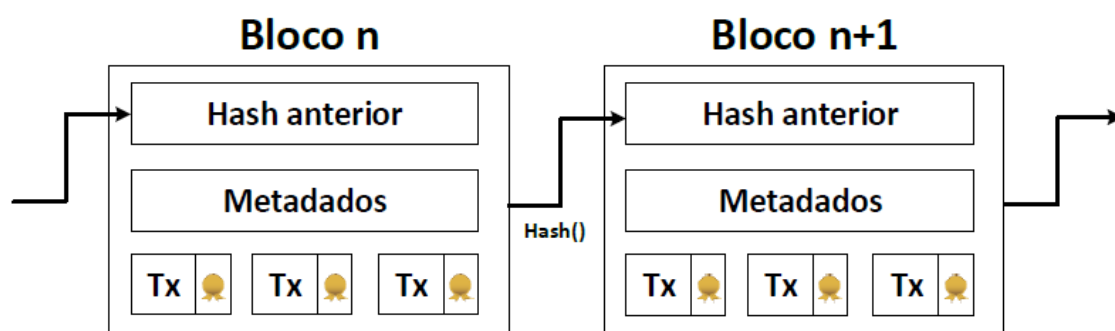 Bloco n
Bloco n+1
Hash anterior
Hash anterior
Metadados
Metadados
Hash()
Tx Tx Tx
Tx Tx Tx